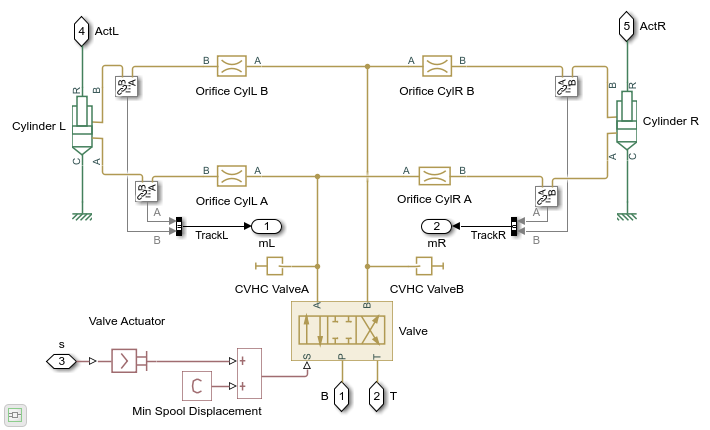 4 ActL
5 ActR
B A
A B
B A
A B
R B
B R
Orifice CylL B
Orifice CylR B
Cylinder L
Cylinder R
C A
A C
B A
A B
B A
A B
Orifice CylL A
Orifice CylR A
A
A
B
B
TrackL
1
mL
2
mR
TrackR
CVHC ValveA
CVHC ValveB
A B
Valve
S P T
Valve Actuator
s
3
+
+
C
Min Spool Displacement
B 1
2 T